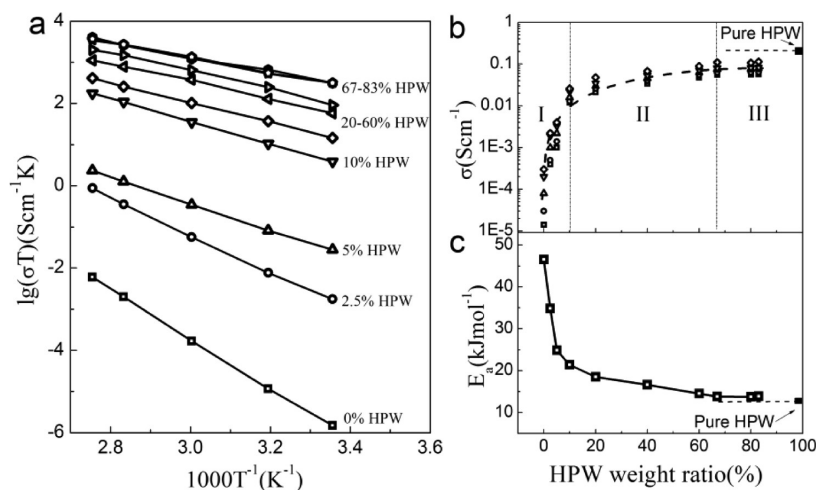 a
lg(σT)(Scm⁻¹K)
4
2
0
-2
-4
-6
67-83% HPW
20-60% HPW
10% HPW
5% HPW
2.5% HPW
0% HPW
2.8 3.0 3.2 3.4 3.6
1000T⁻¹(K⁻¹)
b
σ(Scm⁻¹)
1
0.1
0.01
1E-3
1E-4
1E-5
Pure HPW
I II III
c
Eₐ(kJmol⁻¹)
50
40
30
20
10
Pure HPW
0 20 40 60 80 100
HPW weight ratio(%)